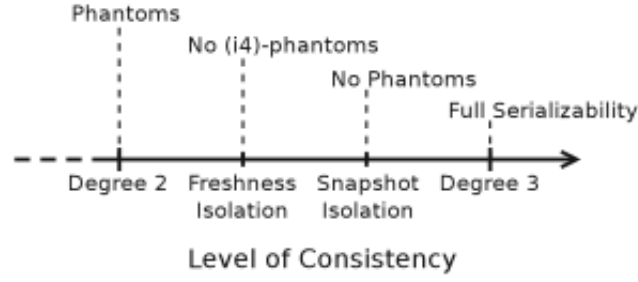 Phantoms
No (i4)-phantoms
No Phantoms
Full Serializability
Degree 2
Freshness
Isolation
Snapshot
Isolation
Degree 3
Level of Consistency